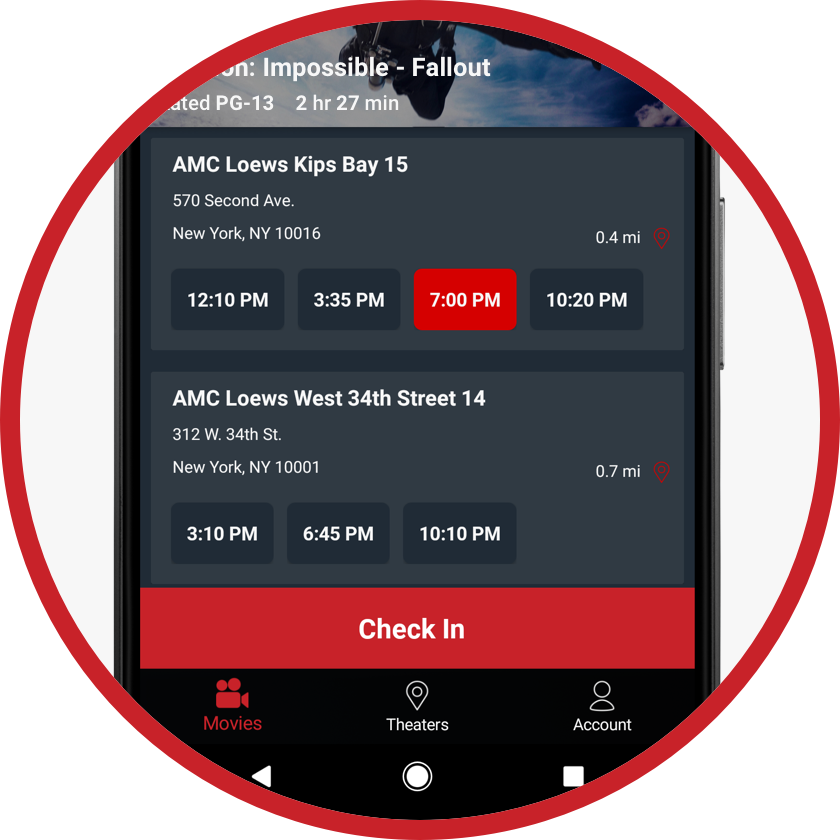 on: Impossible - Fallout
ated PG-13 2 hr 27 min
AMC Loews Kips Bay 15
570 Second Ave.
New York, NY 10016
0.4 mi
12:10 PM 3:35 PM 7:00 PM 10:20 PM
AMC Loews West 34th Street 14
312 W. 34th St.
New York, NY 10001
0.7 mi
3:10 PM 6:45 PM 10:10 PM
Check In
Movies Theaters Account